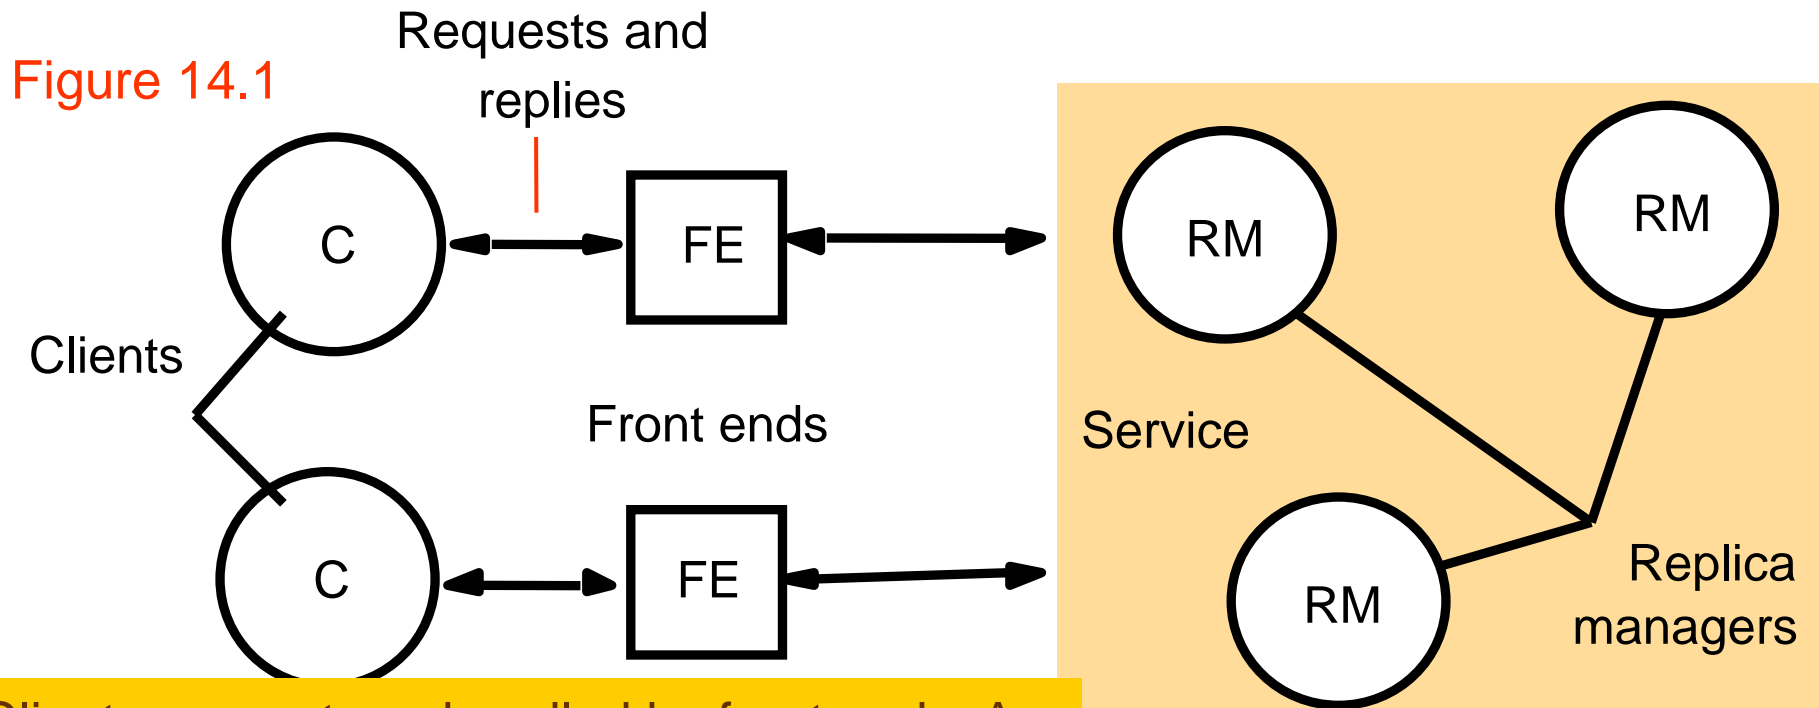 Figure 14.1
Requests and
replies
C
FE
RM
RM
Clients
Front ends
Service
C
FE
RM
Replica
managers